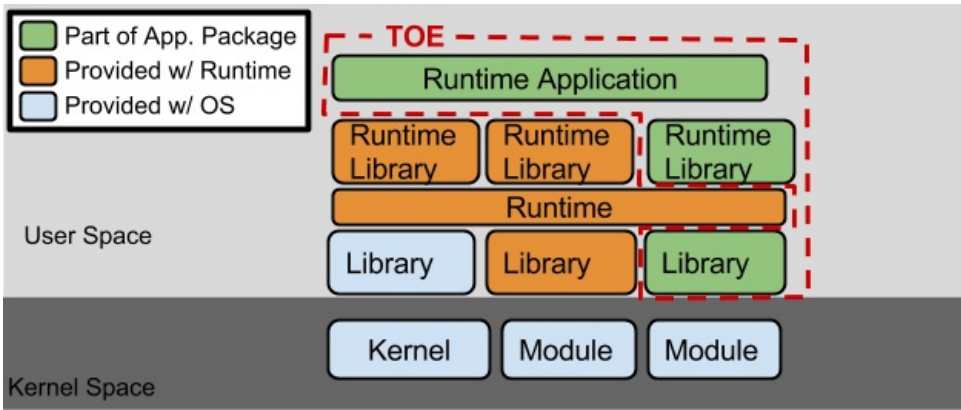 Part of App. Package
Provided w/ Runtime
Provided w/ OS
TOE
Runtime Application
Runtime Library
Runtime Library
Runtime Library
Runtime
User Space
Library
Library
Library
Kernel
Module
Module
Kernel Space